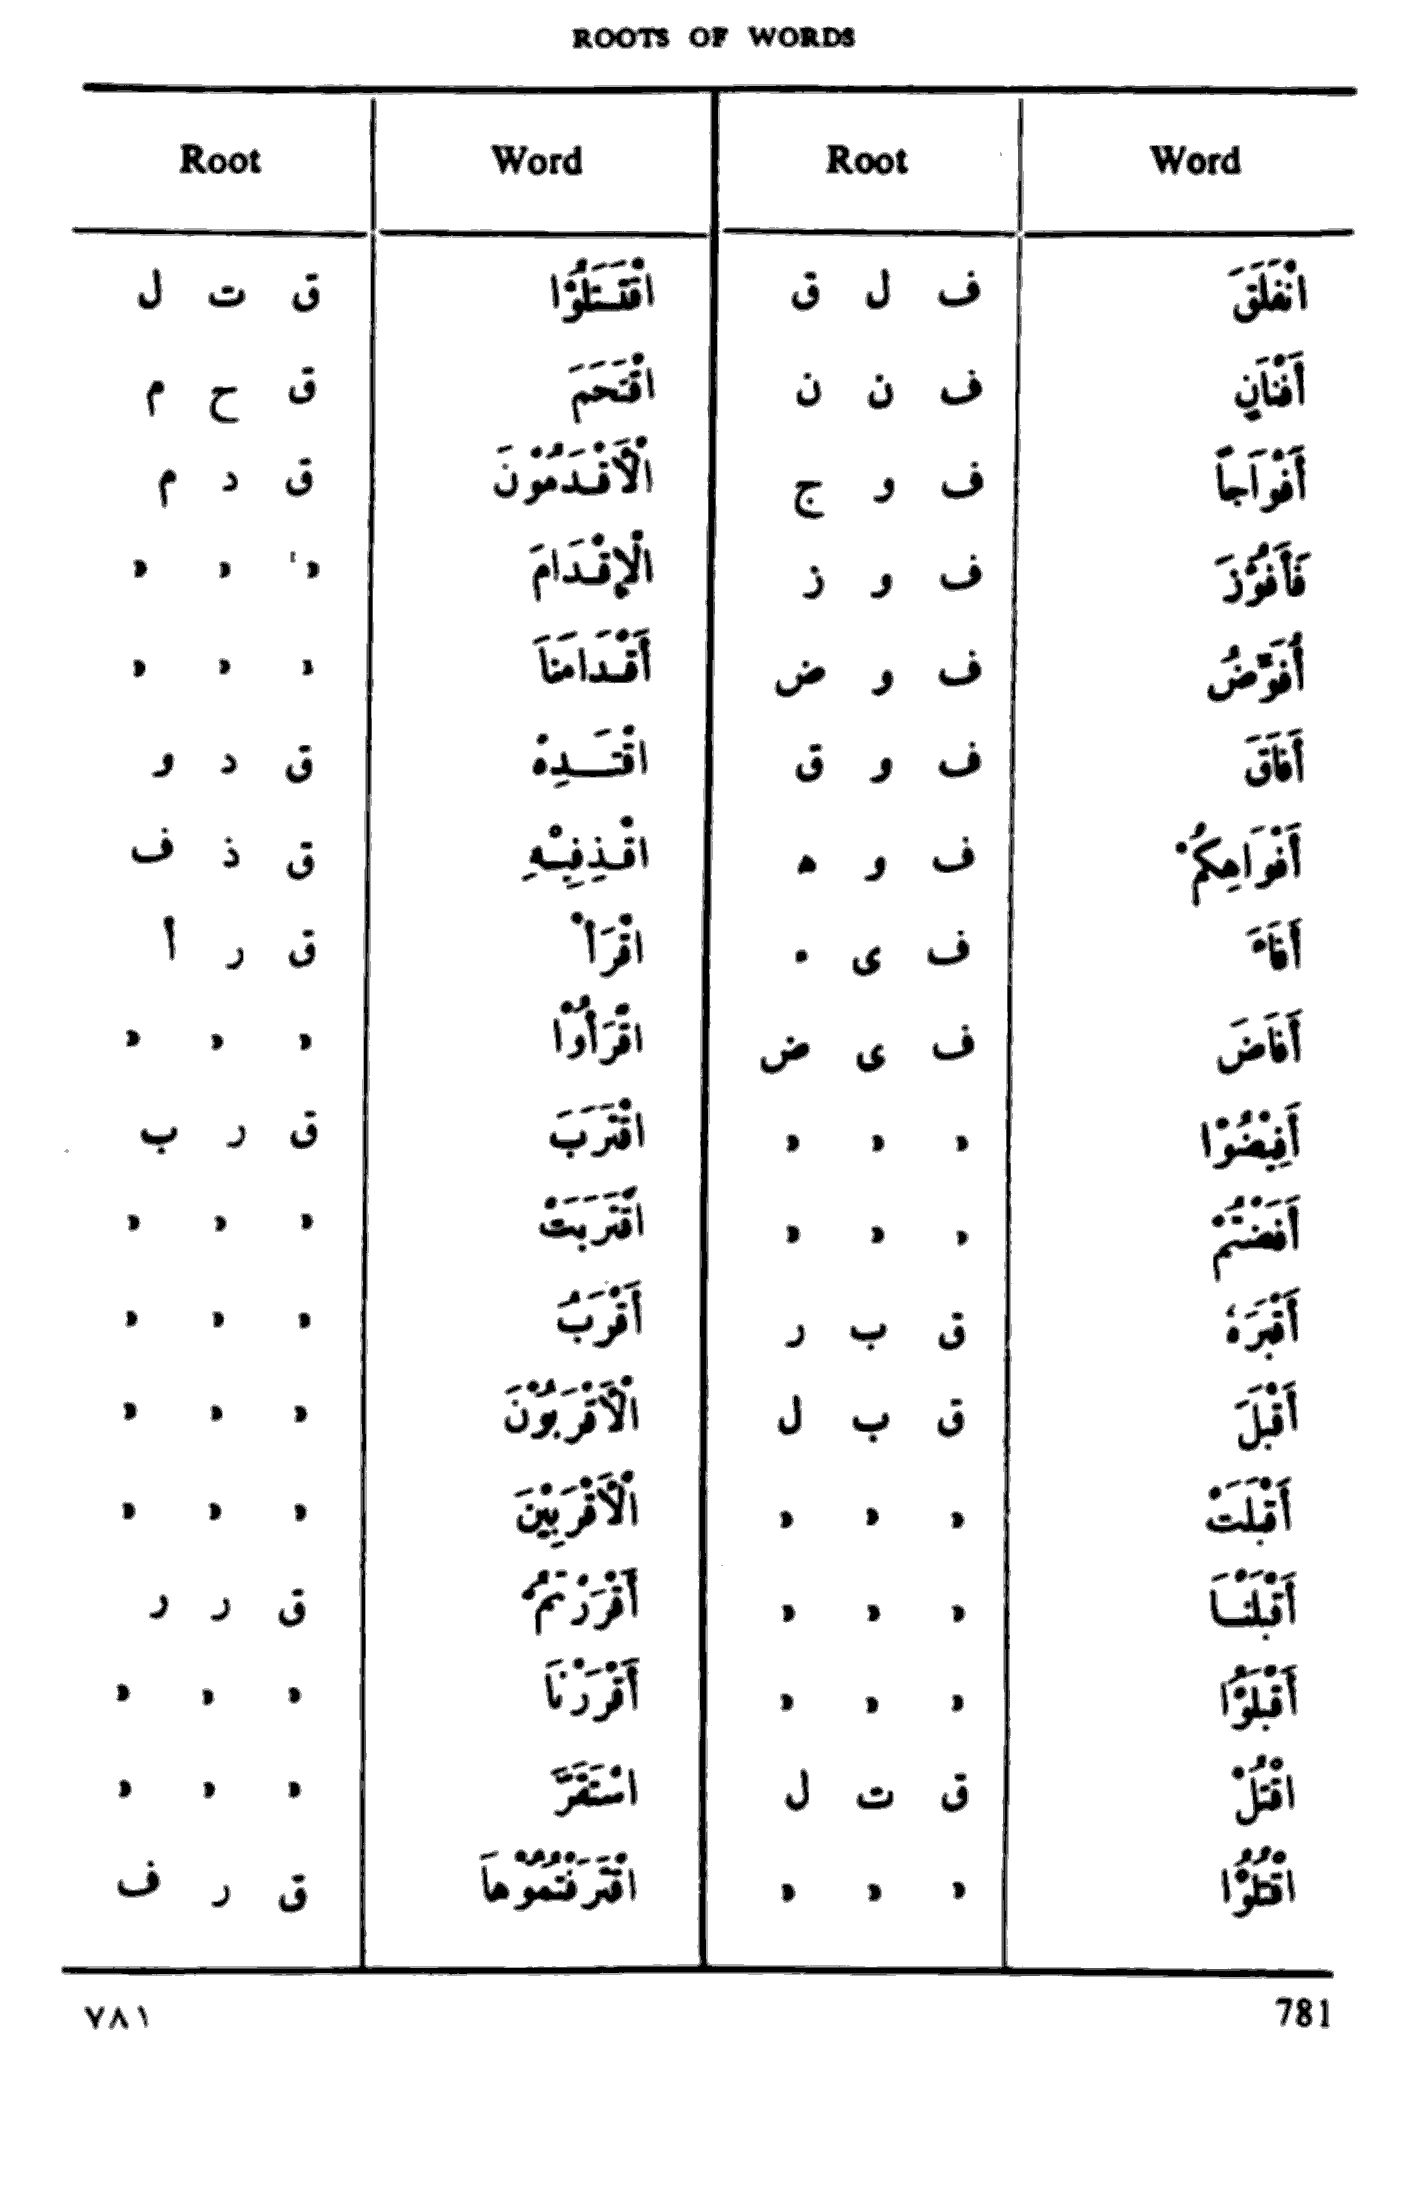 ROOTS OF WORDS
Root Word Root Word
انْفَلَقَ ف ل ق اقْتَتَلُوْا ق ت ل
أَفْنَانٍ ف ن ن اقْتَحَمَ ق ح م
أَفْوَاجاً ف و ج الْأَقْدَمُوْنَ ق د م
فَأَفُوْزَ ف و ز الْإِقْدَامَ » » »
أُفَوِّضُ ف و ض أَقْدَامَنَا » » »
أَفَاقَ ف و ق اقْتَدِهْ ق د و
أَفْوَاهِكُمْ ف و ه اقْذِفِيْهِ ق ذ ف
أَفَاءَ ف ى ء اقْرَأْ ق ر أ
أَفَاضَ ف ى ض اقْرَأُوْا » » »
أَفِيْضُوْا » » » اقْتَرَبَ ق ر ب
أَفَضْتُمْ » » » اقْتَرَبَتْ » » »
أَقْبَرَهُ ق ب ر أَقْرَبُ » » »
أَقْبَلَ ق ب ل الْأَقْرَبُوْنَ » » »
أَقْبَلَتْ » » » الْأَقْرَبِيْنَ » » »
أَقْبَلْنَا » » » أَقْرَرْتُمْ ق ر ر
أَقْبَلُوْا » » » أَقْرَرْنَا » » »
اقْتُلْ ق ت ل اسْتَقَرَّ » » »
اقْتُلُوْا » » » اقْتَرَفْتُمُوْهَا ق ر ف
٧٨١ 781